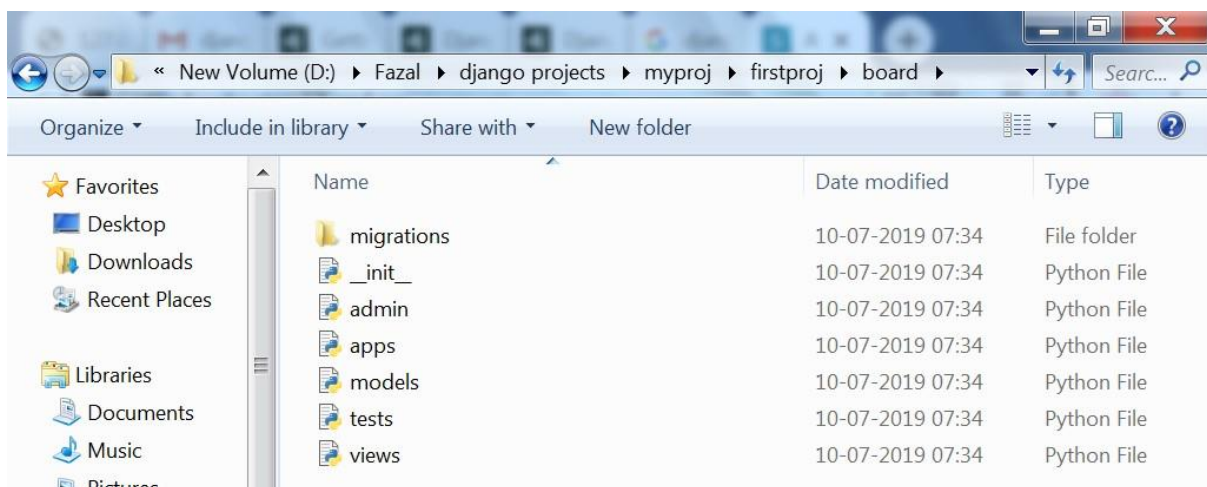 « New Volume (D:) ▸ Fazal ▸ django projects ▸ myproj ▸ firstproj ▸ board ▸ Searc...
Organize Include in library Share with New folder
Favorites
Desktop
Downloads
Recent Places
Libraries
Documents
Music
Name Date modified Type
migrations 10-07-2019 07:34 File folder
__init__ 10-07-2019 07:34 Python File
admin 10-07-2019 07:34 Python File
apps 10-07-2019 07:34 Python File
models 10-07-2019 07:34 Python File
tests 10-07-2019 07:34 Python File
views 10-07-2019 07:34 Python File